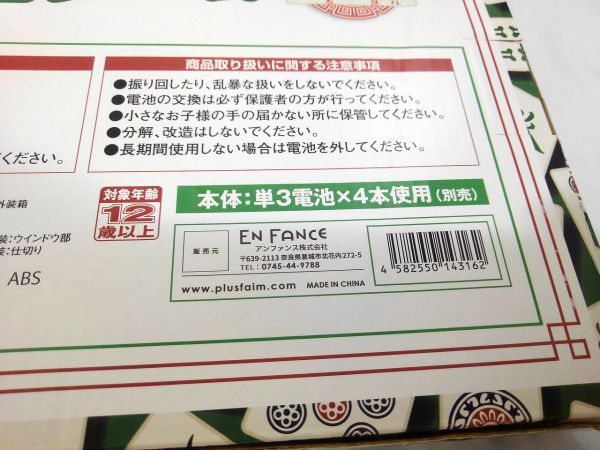 商品取り扱いに関する注意事項
●振り回したり、乱暴な扱いをしないでください。
●電池の交換は必ず保護者の方が行ってください。
●小さなお子様の手の届かない所に保管してください。
●分解、改造はしないでください。
●長期間使用しない場合は電池を外してください。
ください。
外装箱
装:ウインドウ部
装:仕切り
ABS
対象年齢
12
歳以上
本体:単3電池×4本使用(別売)
販売元
EN FANCE
アンファンス株式会社
〒639-2113 奈良県葛城市北花内272-5
TEL:0745-44-9788
www.plusfaim.com MADE IN CHINA
4 582550 143162